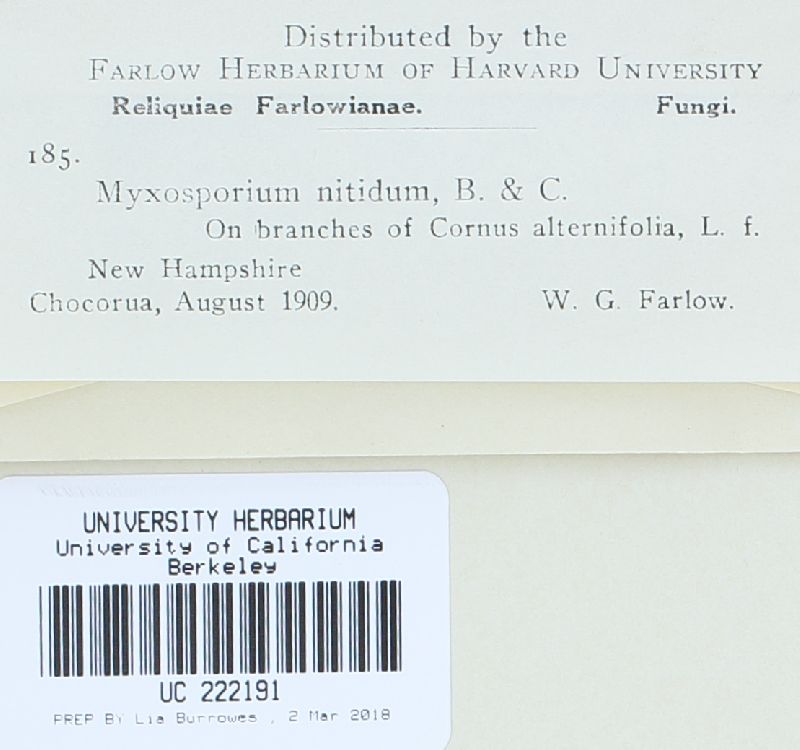 Distributed by the
Farlow Herbarium of Harvard University
Reliquiae Farlowianae. Fungi.
185.
Myxosporium nitidum, B. & C.
On branches of Cornus alternifolia, L. f.
New Hampshire
Chocorua, August 1909. W. G. Farlow.
UNIVERSITY HERBARIUM
University of California
Berkeley
UC 222191
PREP BY Lia Burrowes , 2 Mar 2018